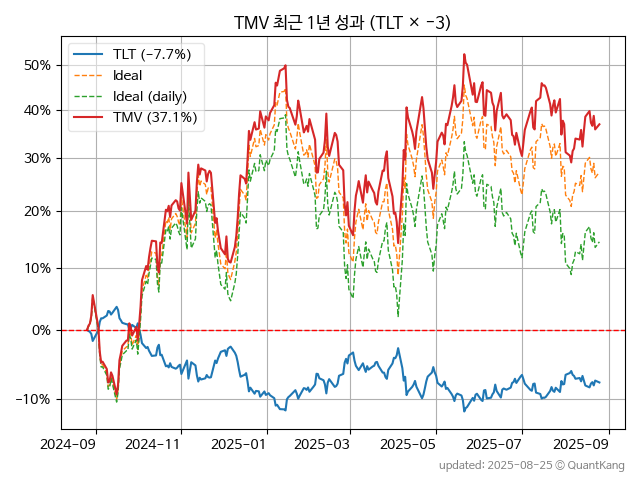 TMV 최근 1년 성과 (TLT × −3)
TLT (−7.7%)
Ideal
Ideal (daily)
TMV (37.1%)
50%
40%
30%
20%
10%
0%
−10%
2024−09
2024−11
2025−01
2025−03
2025−05
2025−07
2025−09
updated: 2025−08−25 © QuantKang